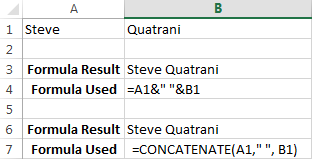 A B
1 Steve Quatrani
2
3 Formula Result Steve Quatrani
4 Formula Used =A1&" "&B1
5
6 Formula Result Steve Quatrani
7 Formula Used =CONCATENATE(A1," ", B1)